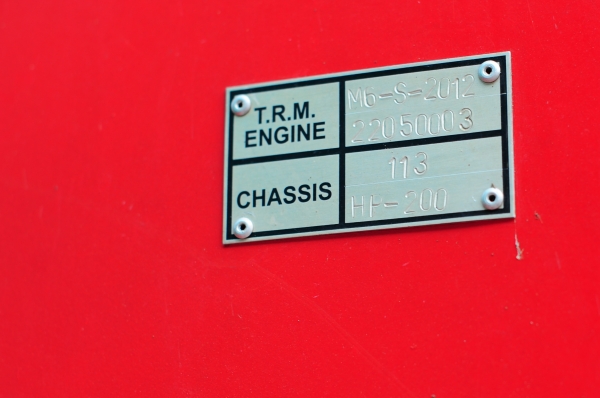 T.R.M.
ENGINE
M6-S-2012
22050003
CHASSIS
113
HF-200